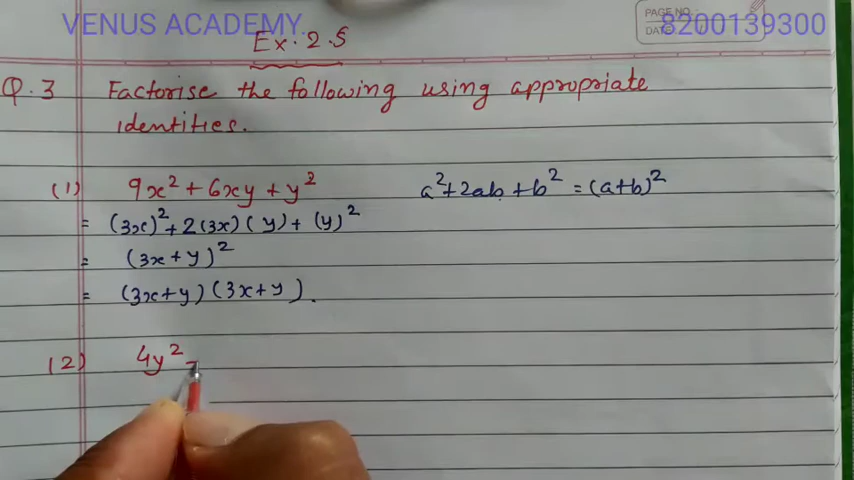 VENUS ACADEMY
PAGE NO
8200139300
DATE
Ex. 2.5
Q.3 Factorise the following using appropriate
identities.
(1) 9x² + 6xy + y² a² + 2ab + b² = (a+b)²
= (3x)² + 2(3x)(y) + (y)²
= (3x + y)²
= (3x+y)(3x+y).
(2) 4y² -